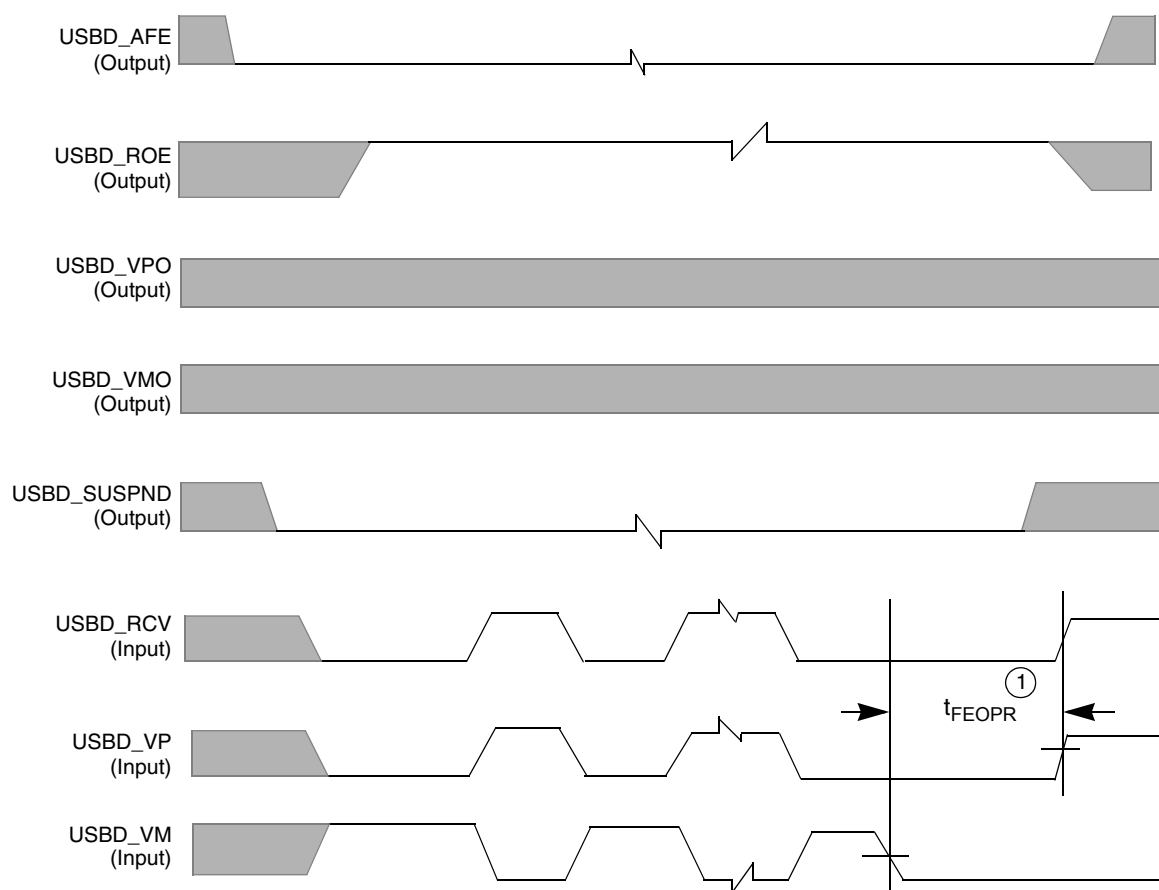 USBD_AFE
(Output)
USBD_ROE
(Output)
USBD_VPO
(Output)
USBD_VMO
(Output)
USBD_SUSPND
(Output)
USBD_RCV
(Input)
1
tFEOPR
USBD_VP
(Input)
USBD_VM
(Input)